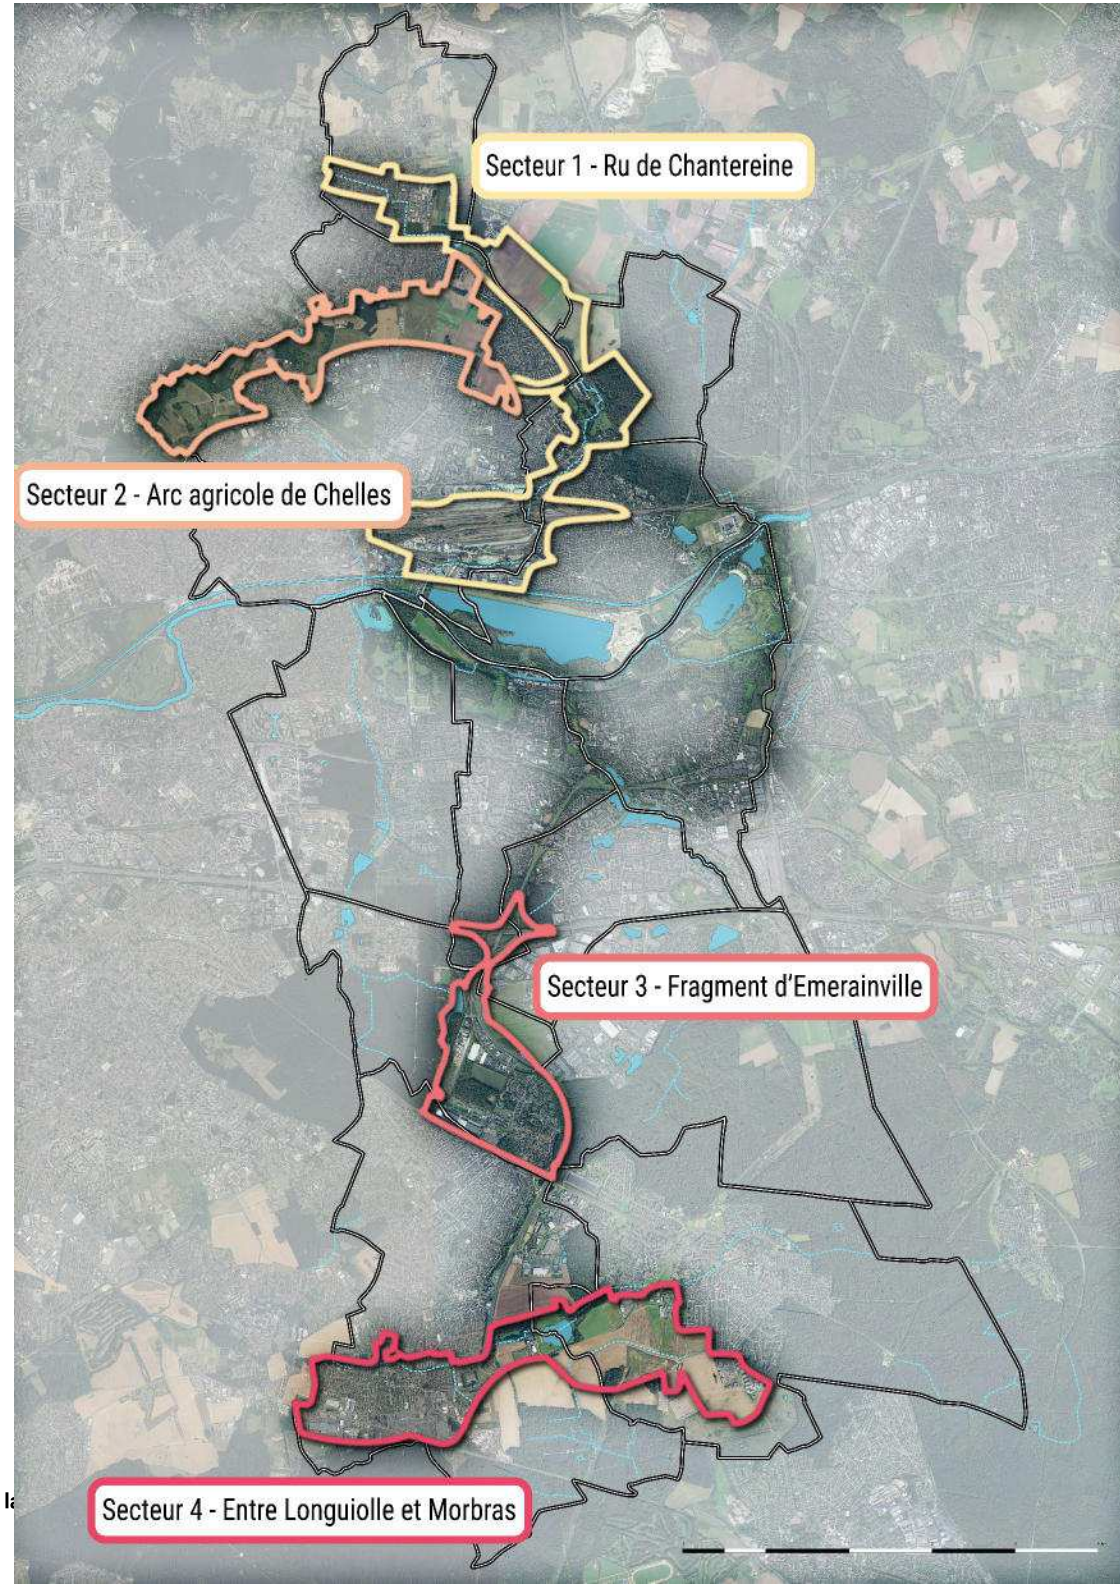 Secteur 1 - Ru de Chantereine
Secteur 2 - Arc agricole de Chelles
Secteur 3 - Fragment d'Emerainville
Secteur 4 - Entre Longuiolle et Morbras